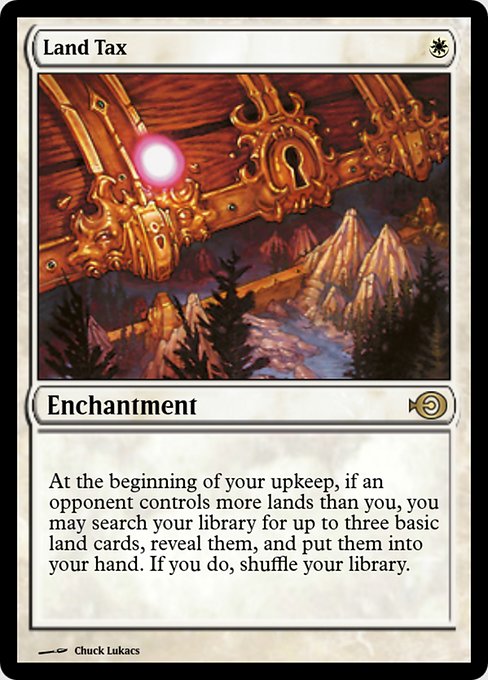 Land Tax
Enchantment
At the beginning of your upkeep, if an
opponent controls more lands than you, you
may search your library for up to three basic
land cards, reveal them, and put them into
your hand. If you do, shuffle your library.
Chuck Lukacs